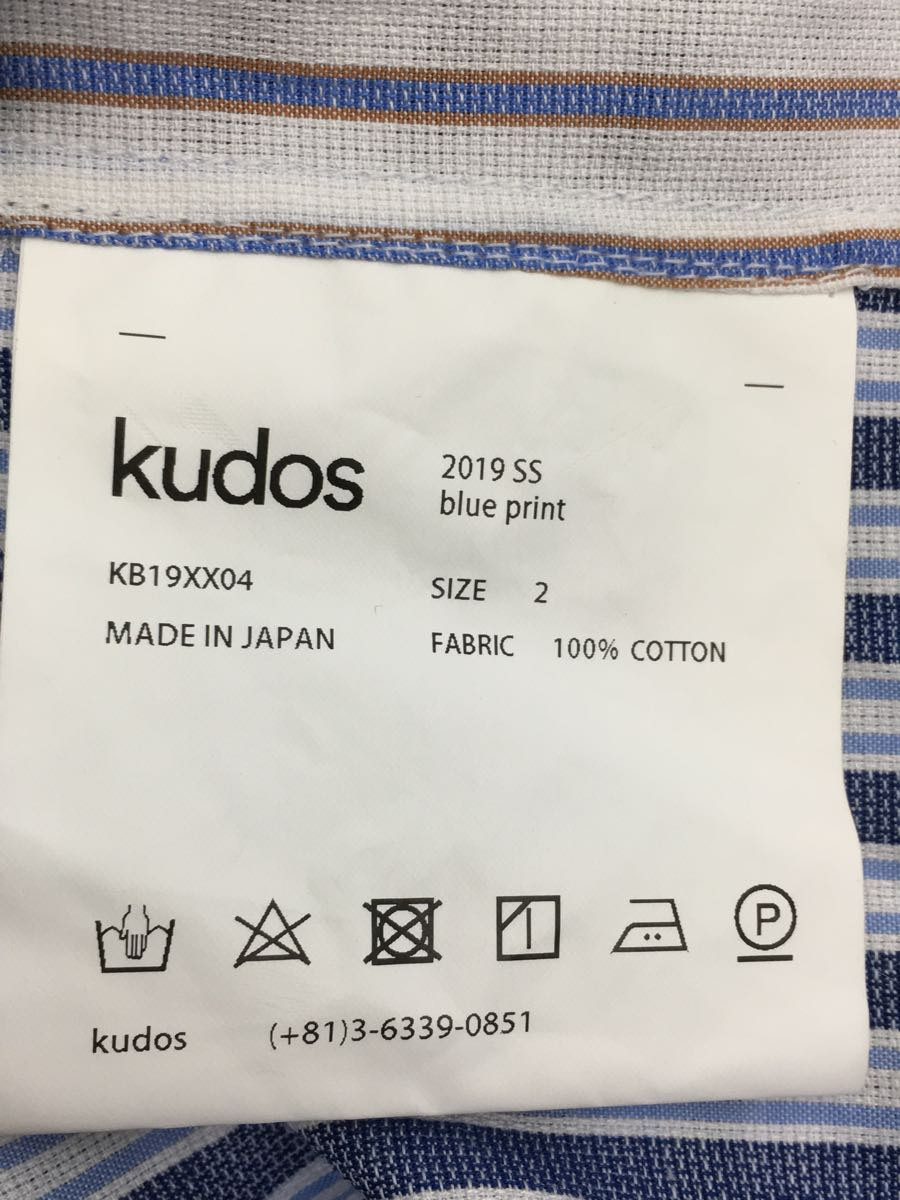 kudos
2019 SS
blue print
KB19XX04
SIZE 2
MADE IN JAPAN
FABRIC 100% COTTON
P
kudos (+81)3-6339-0851